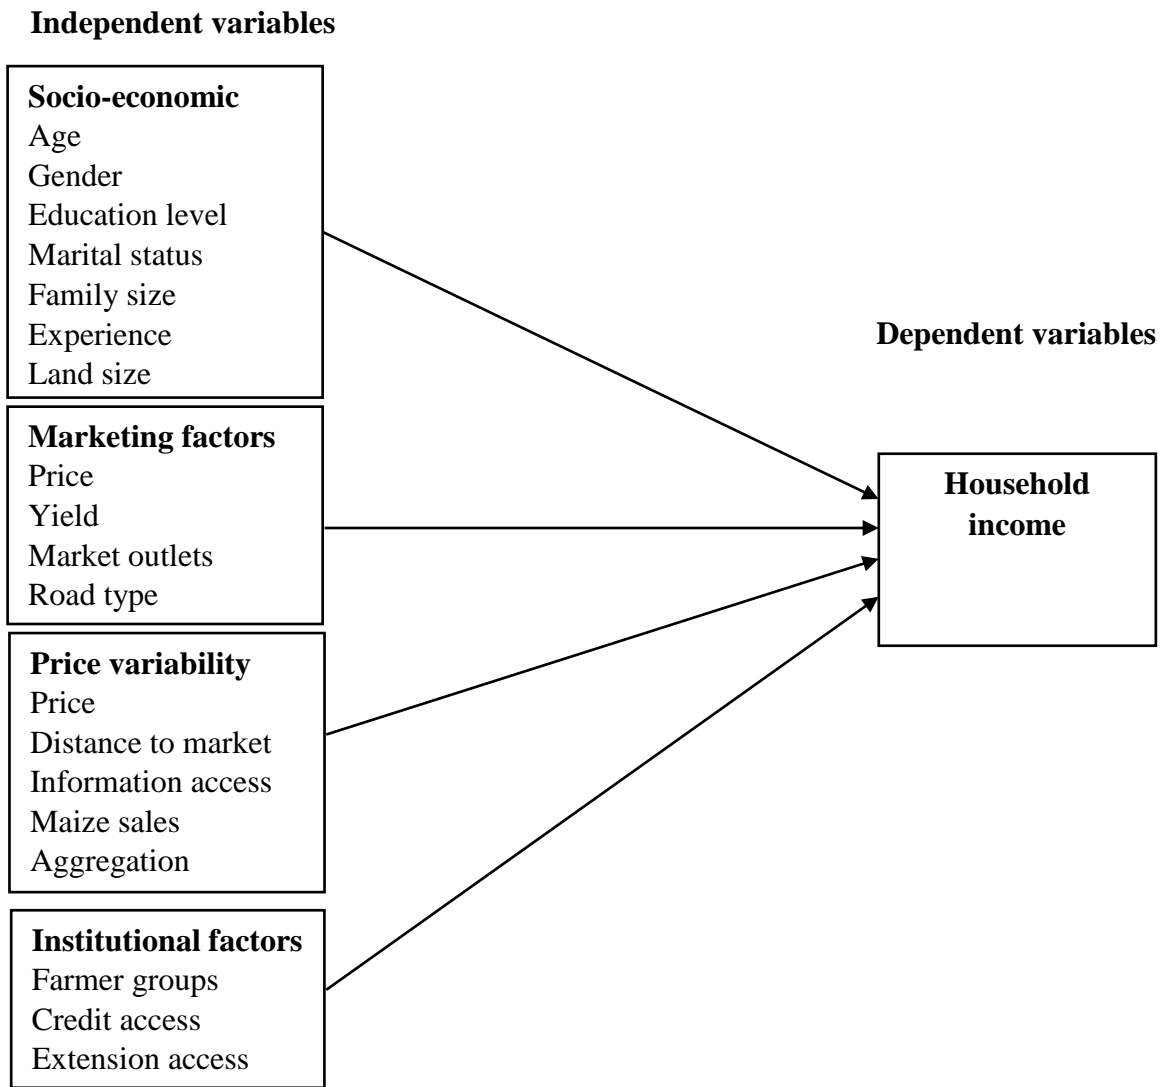 Independent variables
Socio-economic
Age
Gender
Education level
Marital status
Family size
Experience
Land size
Marketing factors
Price
Yield
Market outlets
Road type
Price variability
Price
Distance to market
Information access
Maize sales
Aggregation
Institutional factors
Farmer groups
Credit access
Extension access
Dependent variables
Household
income